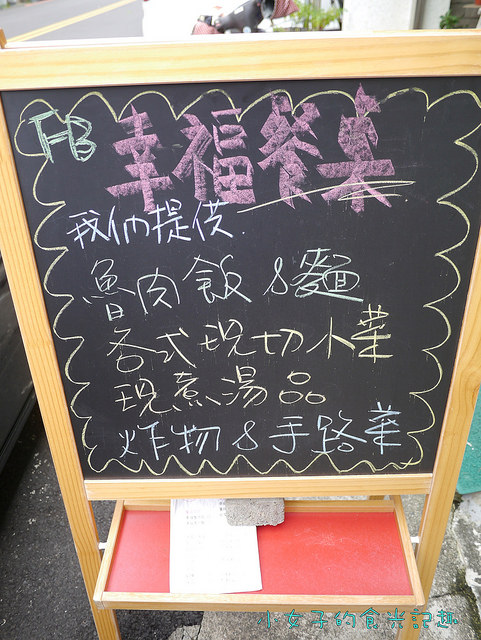 FB 幸福餐桌
我們提供
魯肉飯&麵
各式現切小菜
現煮湯品
炸物&手路菜
小女子的食光記趣